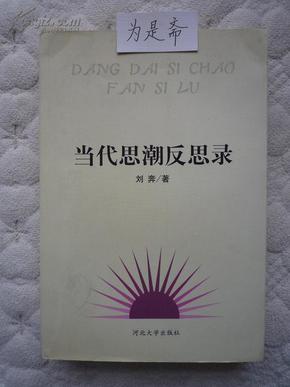 为是斋
DANG DAI SI CHAO
FAN SI LU
当代思潮反思录
刘 奔/著
河北大学出版社